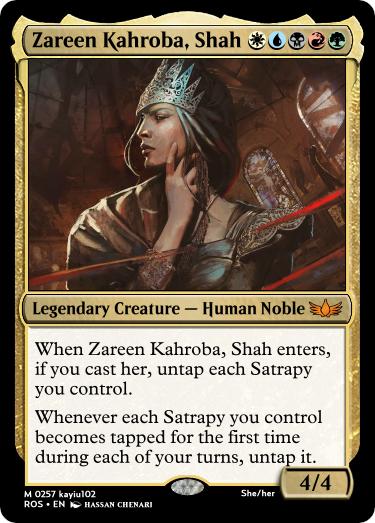 Zareen Kahroba, Shah
Legendary Creature — Human Noble
When Zareen Kahroba, Shah enters,
if you cast her, untap each Satrapy
you control.
Whenever each Satrapy you control
becomes tapped for the first time
during each of your turns, untap it.
4/4
M 0257 kayiu102
She/her
ROS • EN HASSAN CHENARI